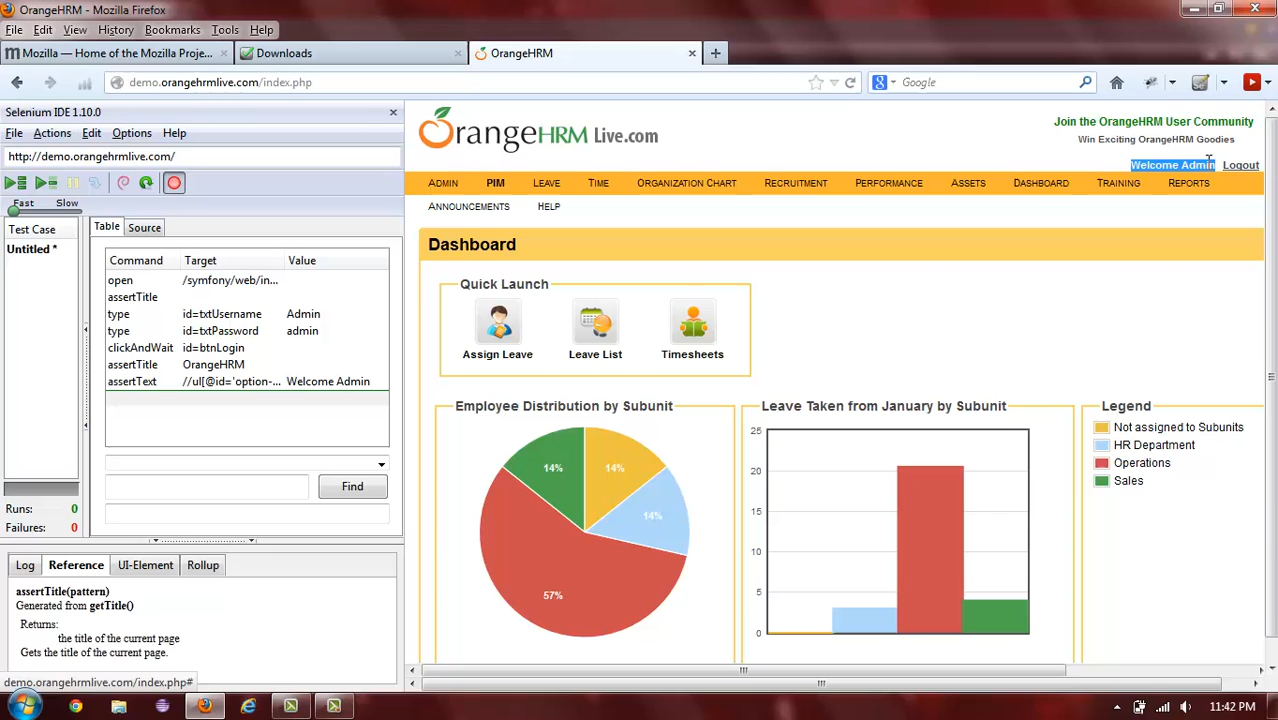 OrangeHRM - Mozilla Firefox
File Edit View History Bookmarks Tools Help
Mozilla — Home of the Mozilla Proje...
Downloads
OrangeHRM
demo.orangehrmlive.com/index.php
Google
Selenium IDE 1.10.0
File Actions Edit Options Help
http://demo.orangehrmlive.com/
Fast Slow
Test Case
Untitled *
Table Source
Command Target Value
open /symfony/web/in...
assertTitle
type id=txtUsername Admin
type id=txtPassword admin
clickAndWait id=btnLogin
assertTitle OrangeHRM
assertText //ul[@id='option-... Welcome Admin
Find
Runs: 0
Failures: 0
Log Reference UI-Element Rollup
assertTitle(pattern)
Generated from getTitle()
Returns:
the title of the current page
Gets the title of the current page.
demo.orangehrmlive.com/index.php#
OrangeHRM Live.com
Join the OrangeHRM User Community
Win Exciting OrangeHRM Goodies
Welcome Admin Logout
ADMIN PIM LEAVE TIME ORGANIZATION CHART RECRUITMENT PERFORMANCE ASSETS DASHBOARD TRAINING REPORTS
ANNOUNCEMENTS HELP
Dashboard
Quick Launch
Assign Leave Leave List Timesheets
Employee Distribution by Subunit
14% 14%
14%
57%
Leave Taken from January by Subunit
25
20
15
10
5
0
Legend
Not assigned to Subunits
HR Department
Operations
Sales
11:42 PM